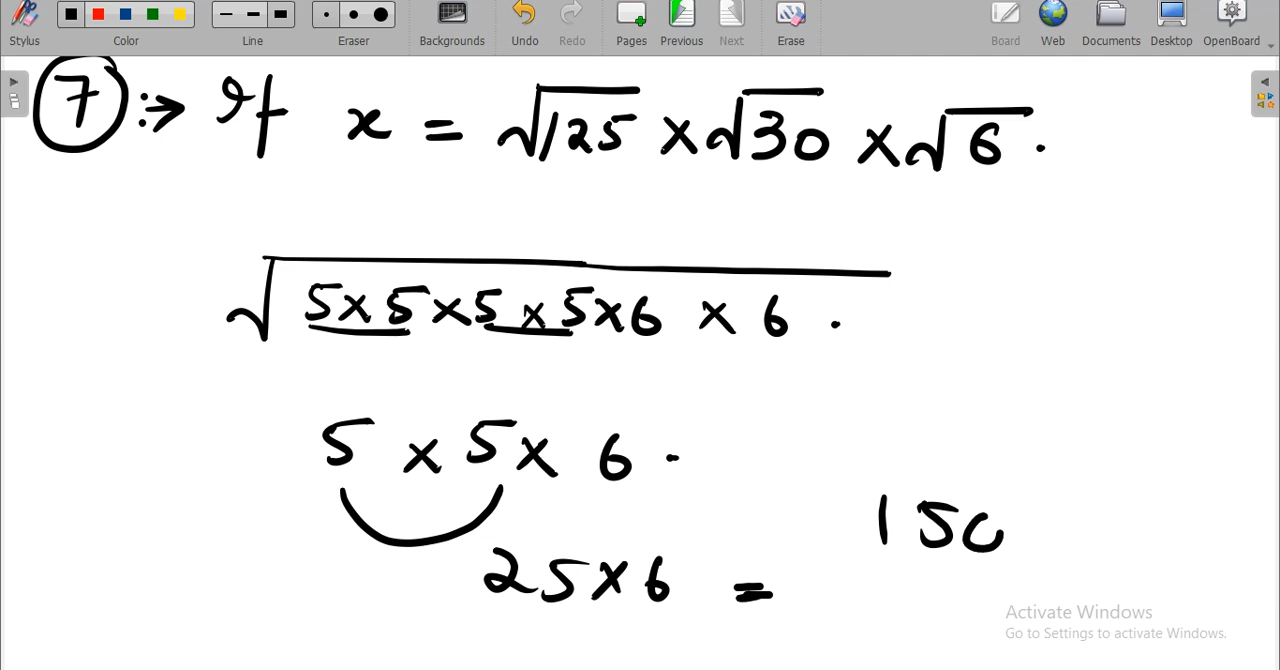 Stylus Color Line Eraser Backgrounds Undo Redo Pages Previous Next Erase Board Web Documents Desktop OpenBoard
7 :→ If x = √125 × √30 × √6 .
√5×5×5×5×6 × 6 .
5 × 5 × 6 .
150
25×6 =
Activate Windows
Go to Settings to activate Windows.